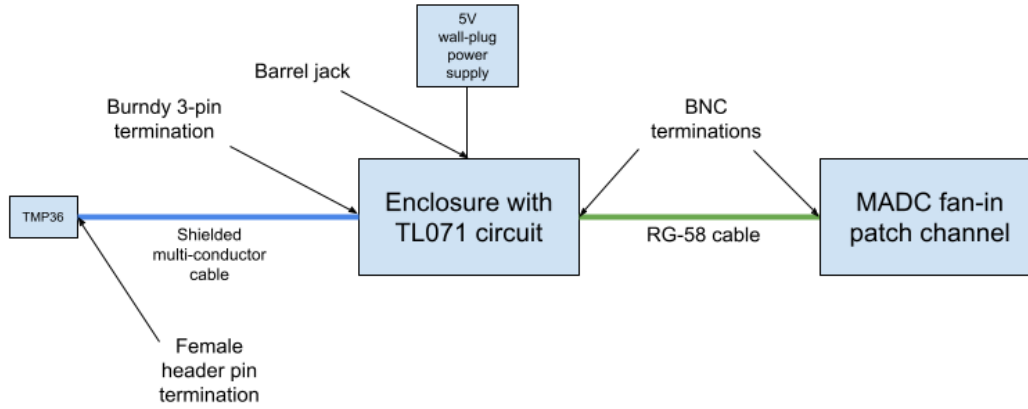 5V
wall-plug
power
supply
Barrel jack
Burndy 3-pin
termination
BNC
terminations
TMP36
Enclosure with
TL071 circuit
MADC fan-in
patch channel
Shielded
multi-conductor
cable
RG-58 cable
Female
header pin
termination